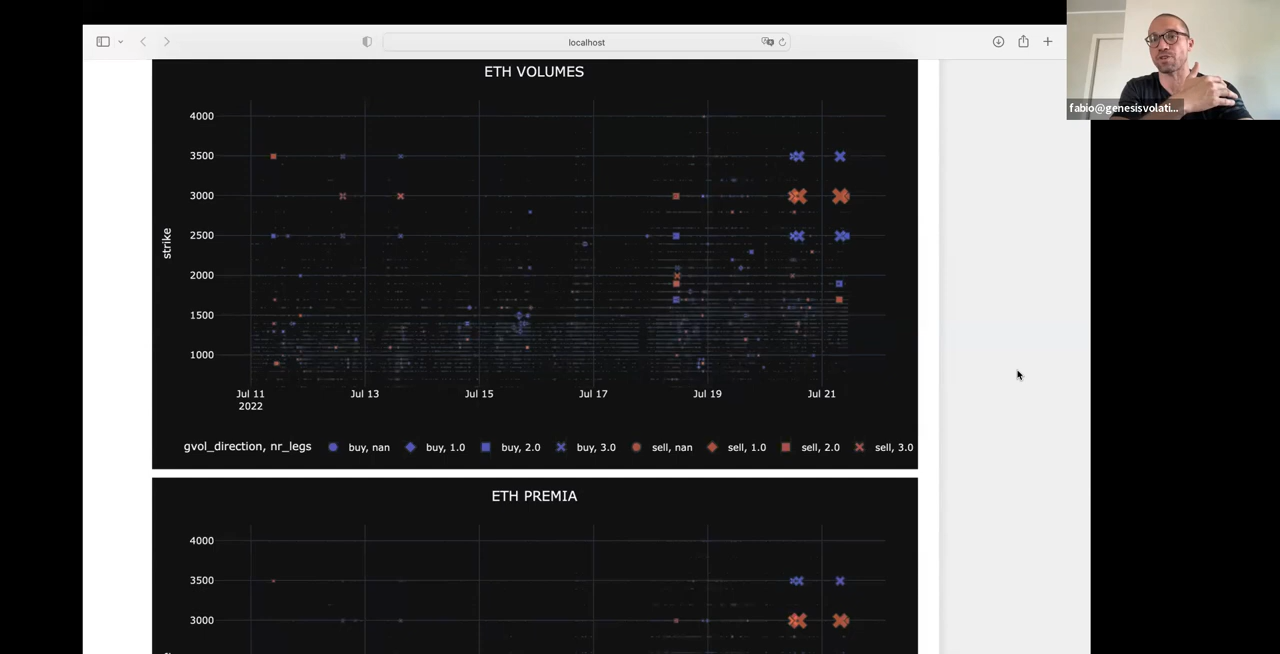 localhost
fabio@genesisvolati...
ETH VOLUMES
4000
3500
3000
2500
2000
1500
1000
strike
Jul 11
2022
Jul 13
Jul 15
Jul 17
Jul 19
Jul 21
gvol_direction, nr_legs buy, nan buy, 1.0 buy, 2.0 buy, 3.0 sell, nan sell, 1.0 sell, 2.0 sell, 3.0
ETH PREMIA
4000
3500
3000